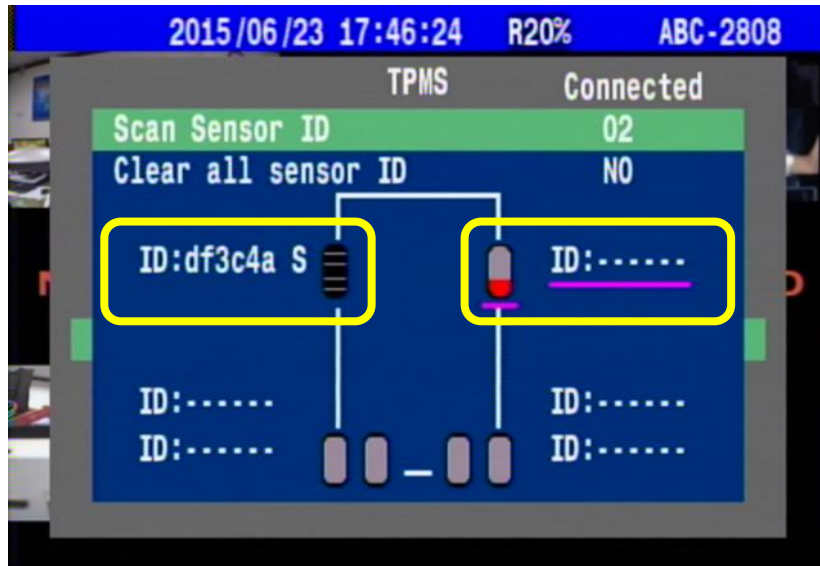 2015/06/23 17:46:24 R20% ABC-2808
TPMS Connected
Scan Sensor ID 02
Clear all sensor ID NO
ID:df3c4a S ID:------
ID:------ ID:------
ID:------ ID:------